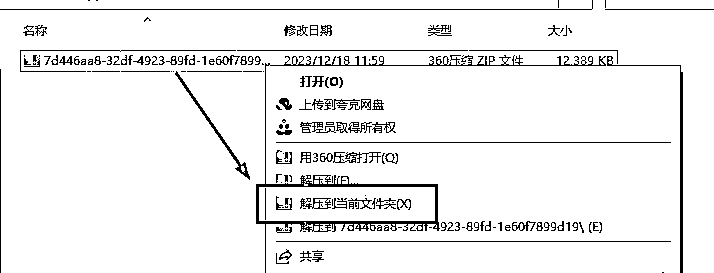 名称 修改日期 类型 大小
7d446aa8-32df-4923-89fd-1e60f7899... 2023/12/18 11:59 360压缩 ZIP 文件 12,389 KB
打开(O)
上传到夸克网盘
管理员取得所有权
用360压缩打开(Q)
解压到(F)...
解压到当前文件夹(X)
解压到 7d446aa8-32df-4923-89fd-1e60f7899d19\ (E)
共享